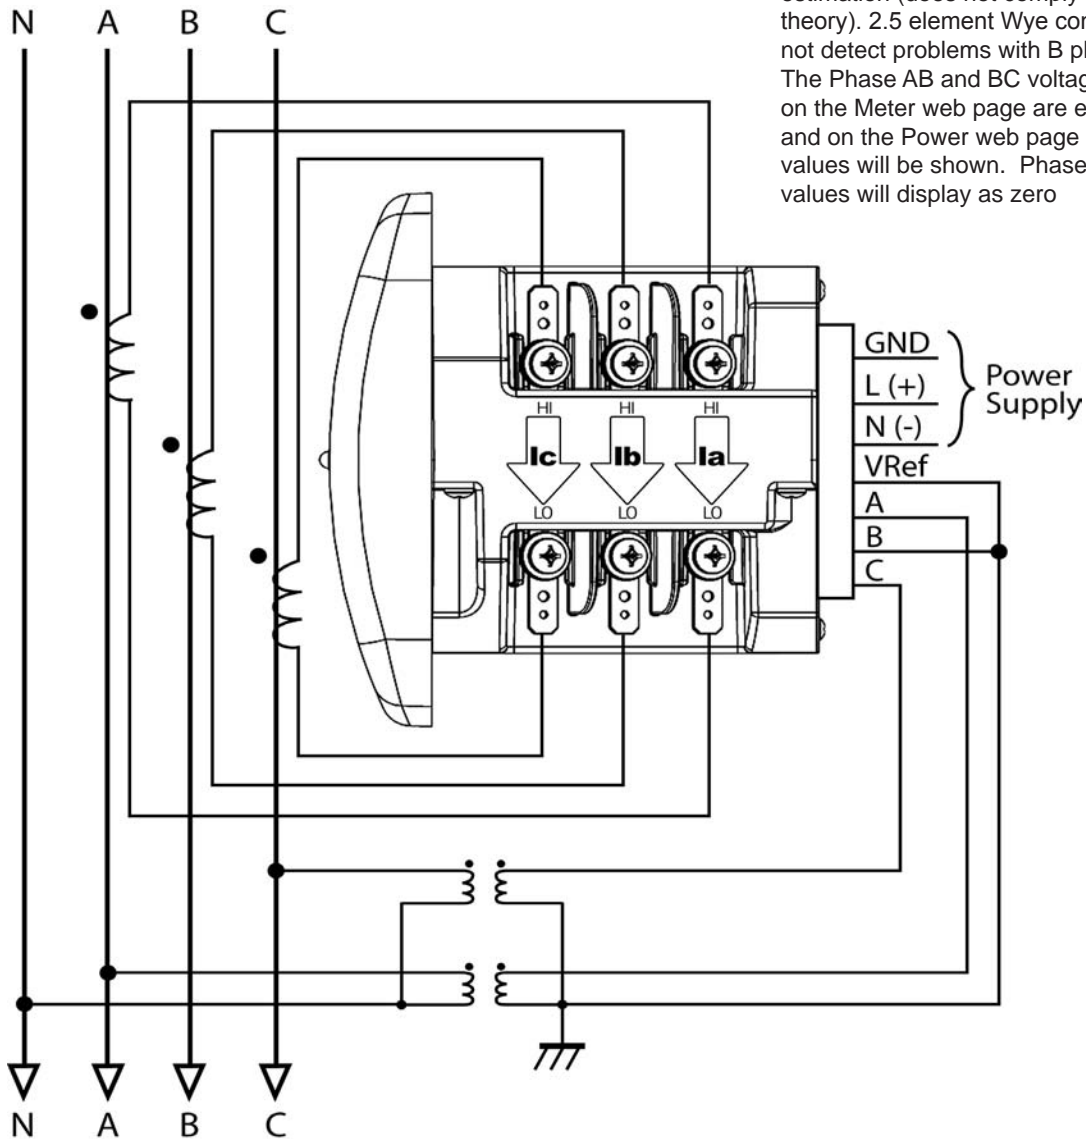 estimation (does not comply
theory). 2.5 element Wye con
not detect problems with B
The Phase AB and BC voltag
on the Meter web page are e
and on the Power web page
values will be shown. Phase
values will display as zero
N A B C
GND
L (+)
N (-)
Power
Supply
VRef
A
B
C
HI HI HI
Ic Ib Ia
LO LO LO
N A B C